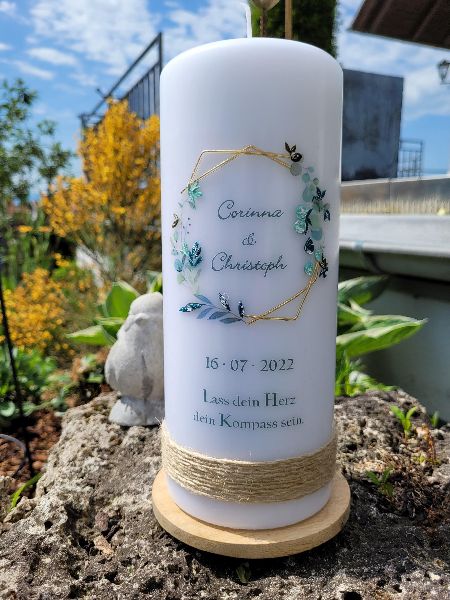 Corinna
&
Christoph
16 · 07 · 2022
Lass dein Herz
dein Kompass sein.